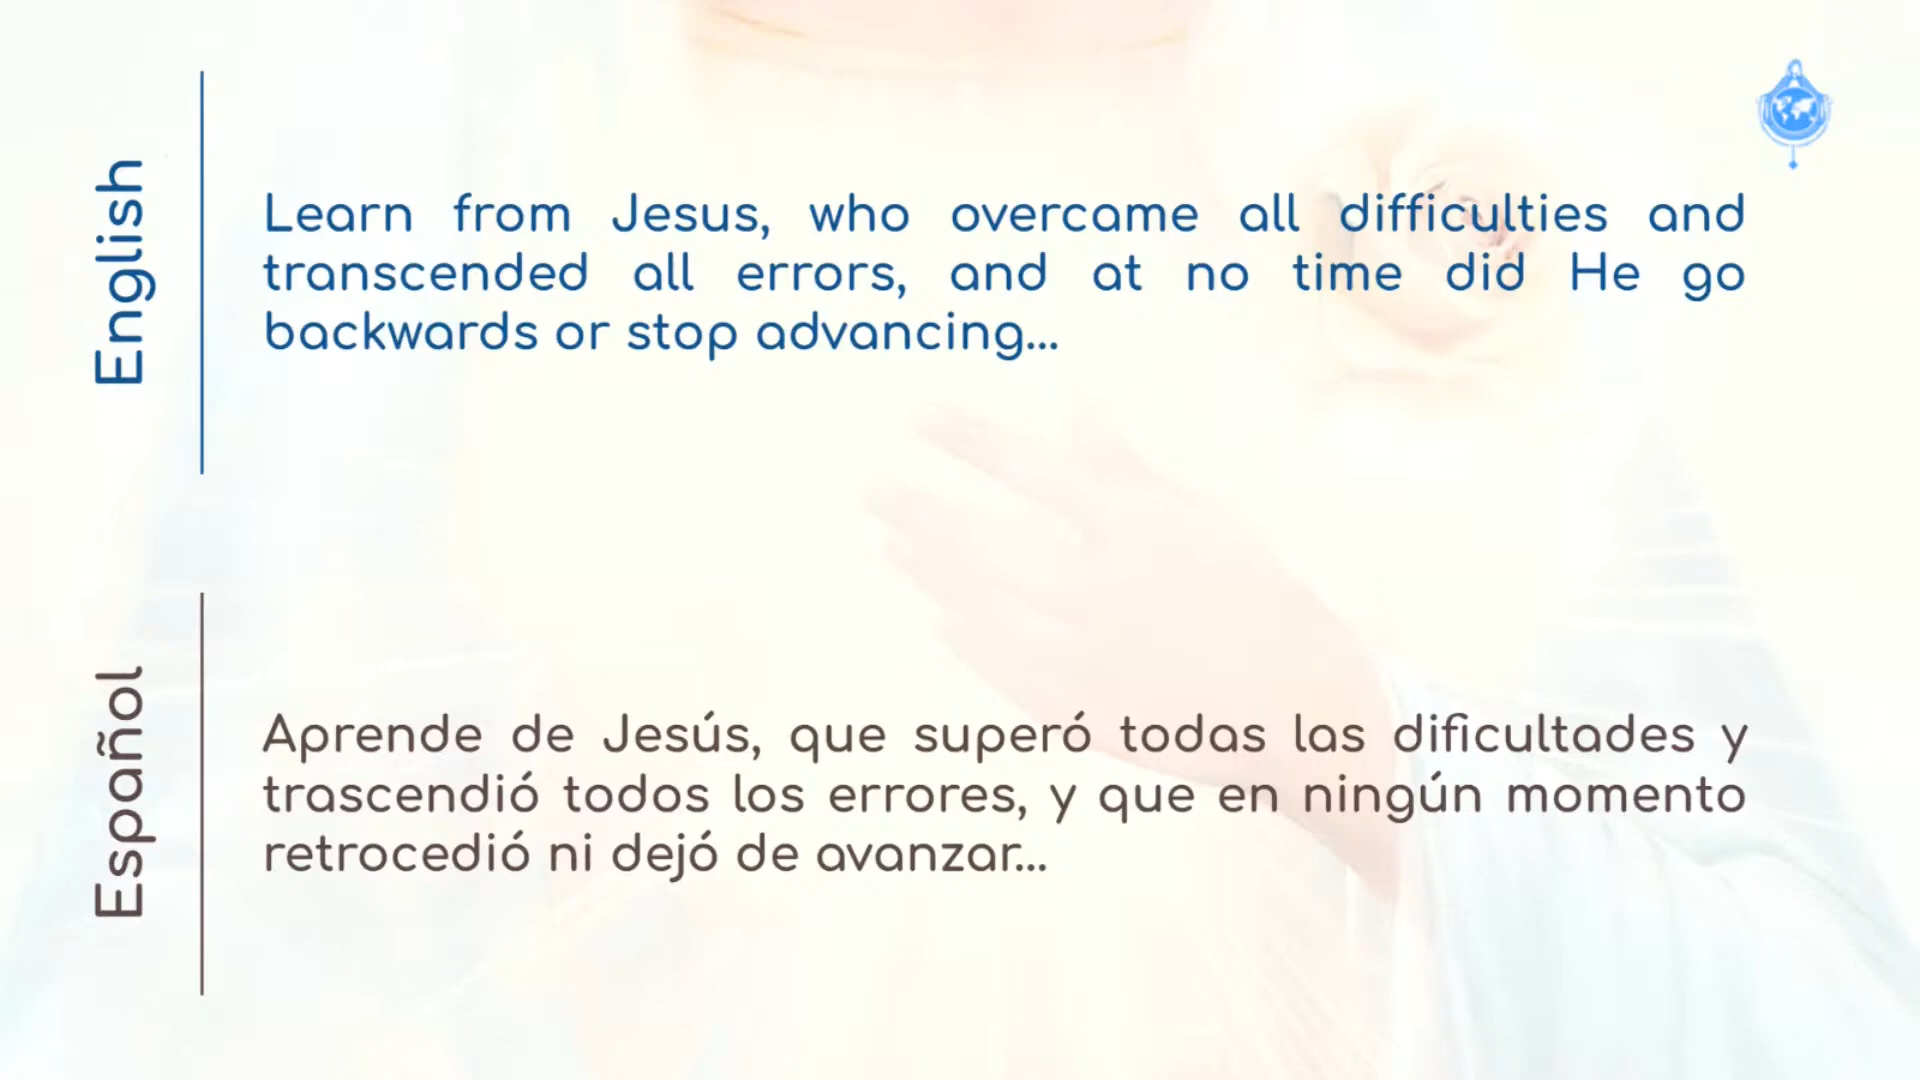 English
Learn from Jesus, who overcame all difficulties and
transcended all errors, and at no time did He go
backwards or stop advancing...
Español
Aprende de Jesús, que superó todas las dificultades y
trascendió todos los errores, y que en ningún momento
retrocedió ni dejó de avanzar...